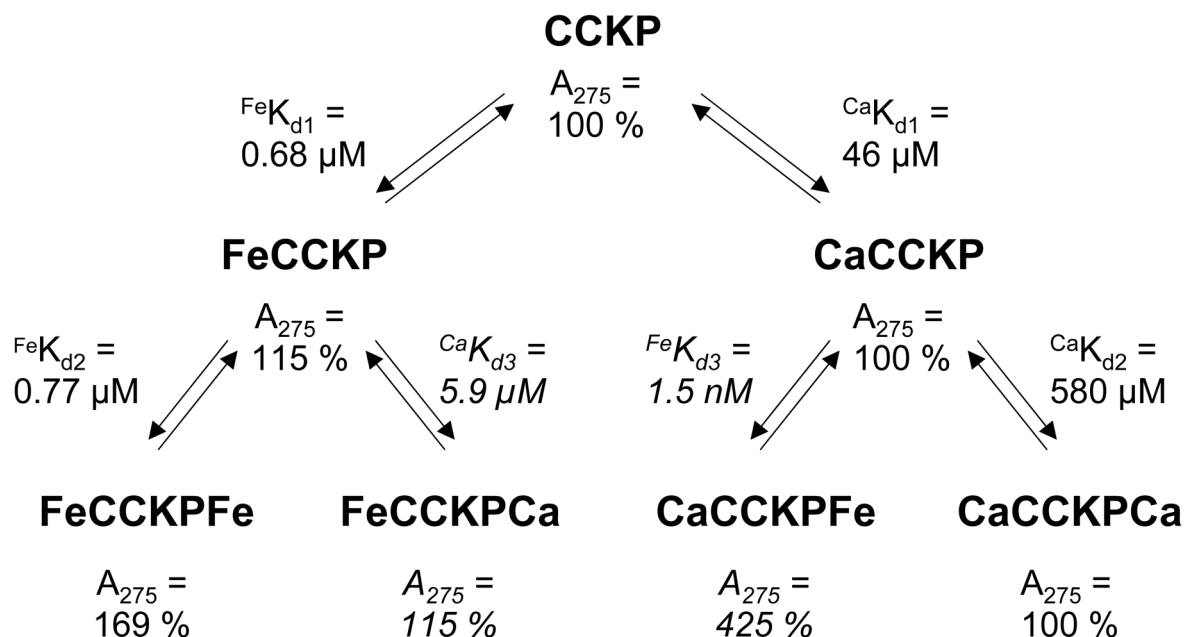 CCKP
A275 =
100 %
FeKd1 =
0.68 µM
CaKd1 =
46 µM
FeCCKP
A275 =
115 %
CaCCKP
A275 =
100 %
FeKd2 =
0.77 µM
CaKd3 =
5.9 µM
FeKd3 =
1.5 nM
CaKd2 =
580 µM
FeCCKPFe
FeCCKPCa
CaCCKPFe
CaCCKPCa
A275 =
169 %
A275 =
115 %
A275 =
425 %
A275 =
100 %